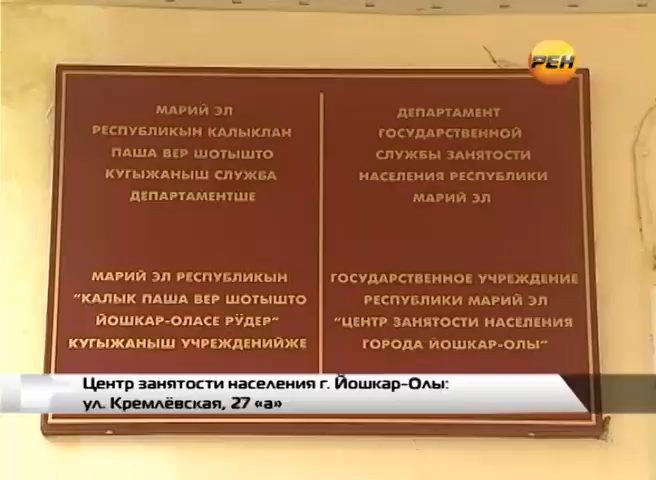 РЕН
МАРИЙ ЭЛ
РЕСПУБЛИКЫН КАЛЫКЛАН
ПАША ВЕР ШОТЫШТО
КУГЫЖАНЫШ СЛУЖБА
ДЕПАРТАМЕНТШЕ
ДЕПАРТАМЕНТ
ГОСУДАРСТВЕННОЙ
СЛУЖБЫ ЗАНЯТОСТИ
НАСЕЛЕНИЯ РЕСПУБЛИКИ
МАРИЙ ЭЛ
МАРИЙ ЭЛ РЕСПУБЛИКЫН
"КАЛЫК ПАША ВЕР ШОТЫШТО
ЙОШКАР-ОЛАСЕ РӰДЕР"
КУГЫЖАНЫШ УЧРЕЖДЕНИЙЖЕ
ГОСУДАРСТВЕННОЕ УЧРЕЖДЕНИЕ
РЕСПУБЛИКИ МАРИЙ ЭЛ
"ЦЕНТР ЗАНЯТОСТИ НАСЕЛЕНИЯ
ГОРОДА ЙОШКАР-ОЛЫ"
Центр занятости населения г. Йошкар-Олы:
ул. Кремлёвская, 27 «а»